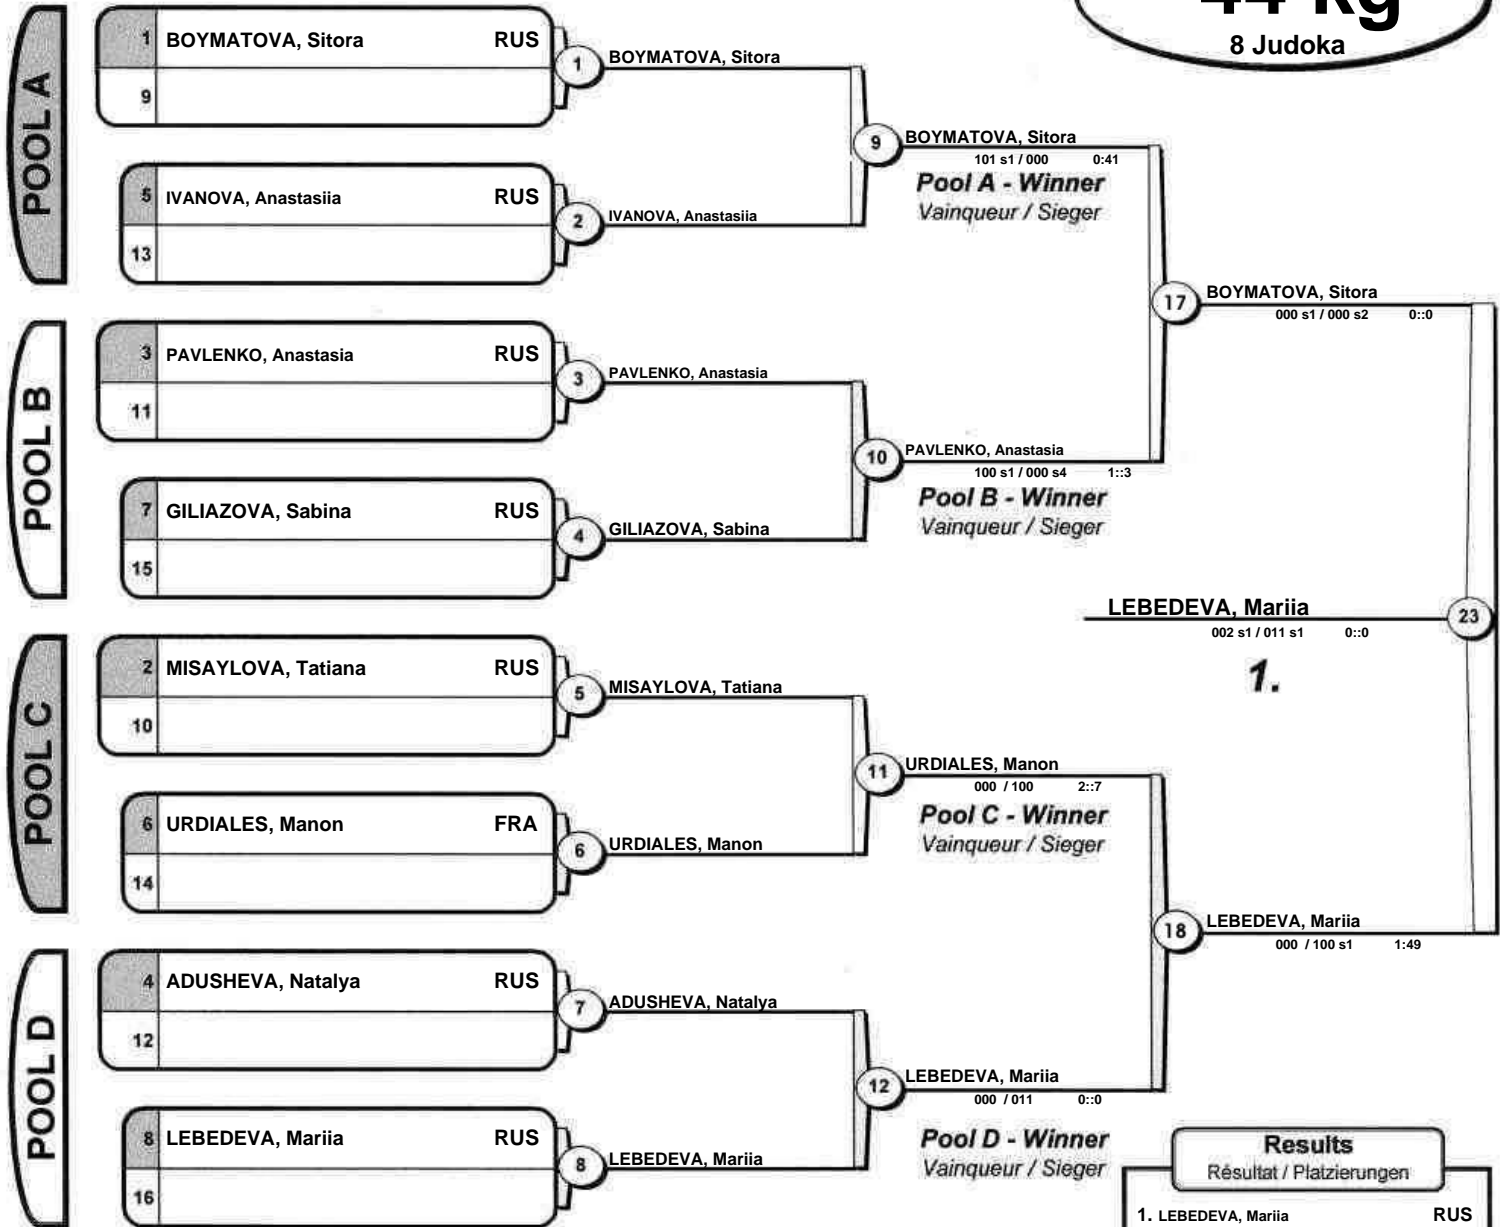 44 kg
8 Judoka
POOL A
1 BOYMATOVA, Sitora RUS
9
5 IVANOVA, Anastasiia RUS
13
1 BOYMATOVA, Sitora
2 IVANOVA, Anastasiia
9 BOYMATOVA, Sitora
101 s1 / 000 0:41
Pool A - Winner
Vainqueur / Sieger
POOL B
3 PAVLENKO, Anastasia RUS
11
7 GILIAZOVA, Sabina RUS
15
3 PAVLENKO, Anastasia
4 GILIAZOVA, Sabina
10 PAVLENKO, Anastasia
100 s1 / 000 s4 1::3
Pool B - Winner
Vainqueur / Sieger
17 BOYMATOVA, Sitora
000 s1 / 000 s2 0::0
LEBEDEVA, Mariia 23
002 s1 / 011 s1 0::0
1.
POOL C
2 MISAYLOVA, Tatiana RUS
10
6 URDIALES, Manon FRA
14
5 MISAYLOVA, Tatiana
6 URDIALES, Manon
11 URDIALES, Manon
000 / 100 2::7
Pool C - Winner
Vainqueur / Sieger
18 LEBEDEVA, Mariia
000 / 100 s1 1:49
POOL D
4 ADUSHEVA, Natalya RUS
12
8 LEBEDEVA, Mariia RUS
16
7 ADUSHEVA, Natalya
8 LEBEDEVA, Mariia
12 LEBEDEVA, Mariia
000 / 011 0::0
Pool D - Winner
Vainqueur / Sieger
Results
Résultat / Platzierungen
1. LEBEDEVA, Mariia RUS